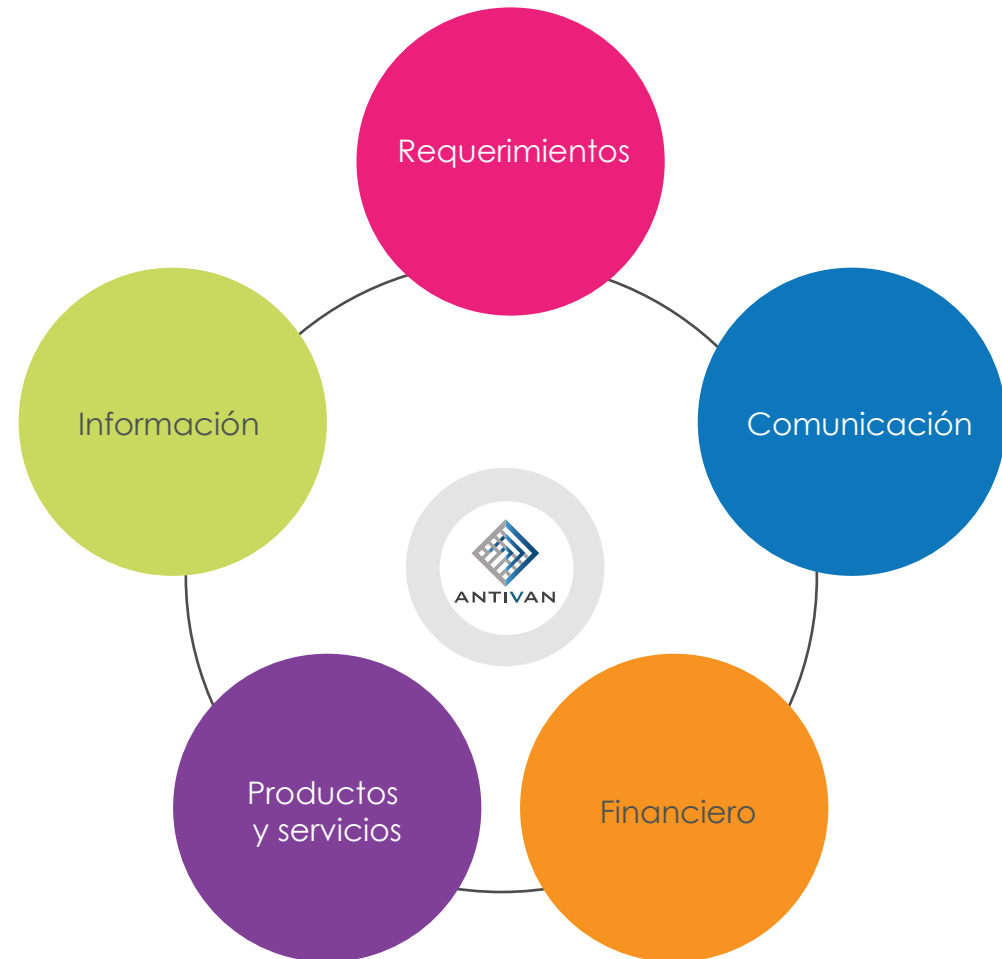 Requerimientos
Información
Comunicación
ANTIVAN
Productos
y servicios
Financiero